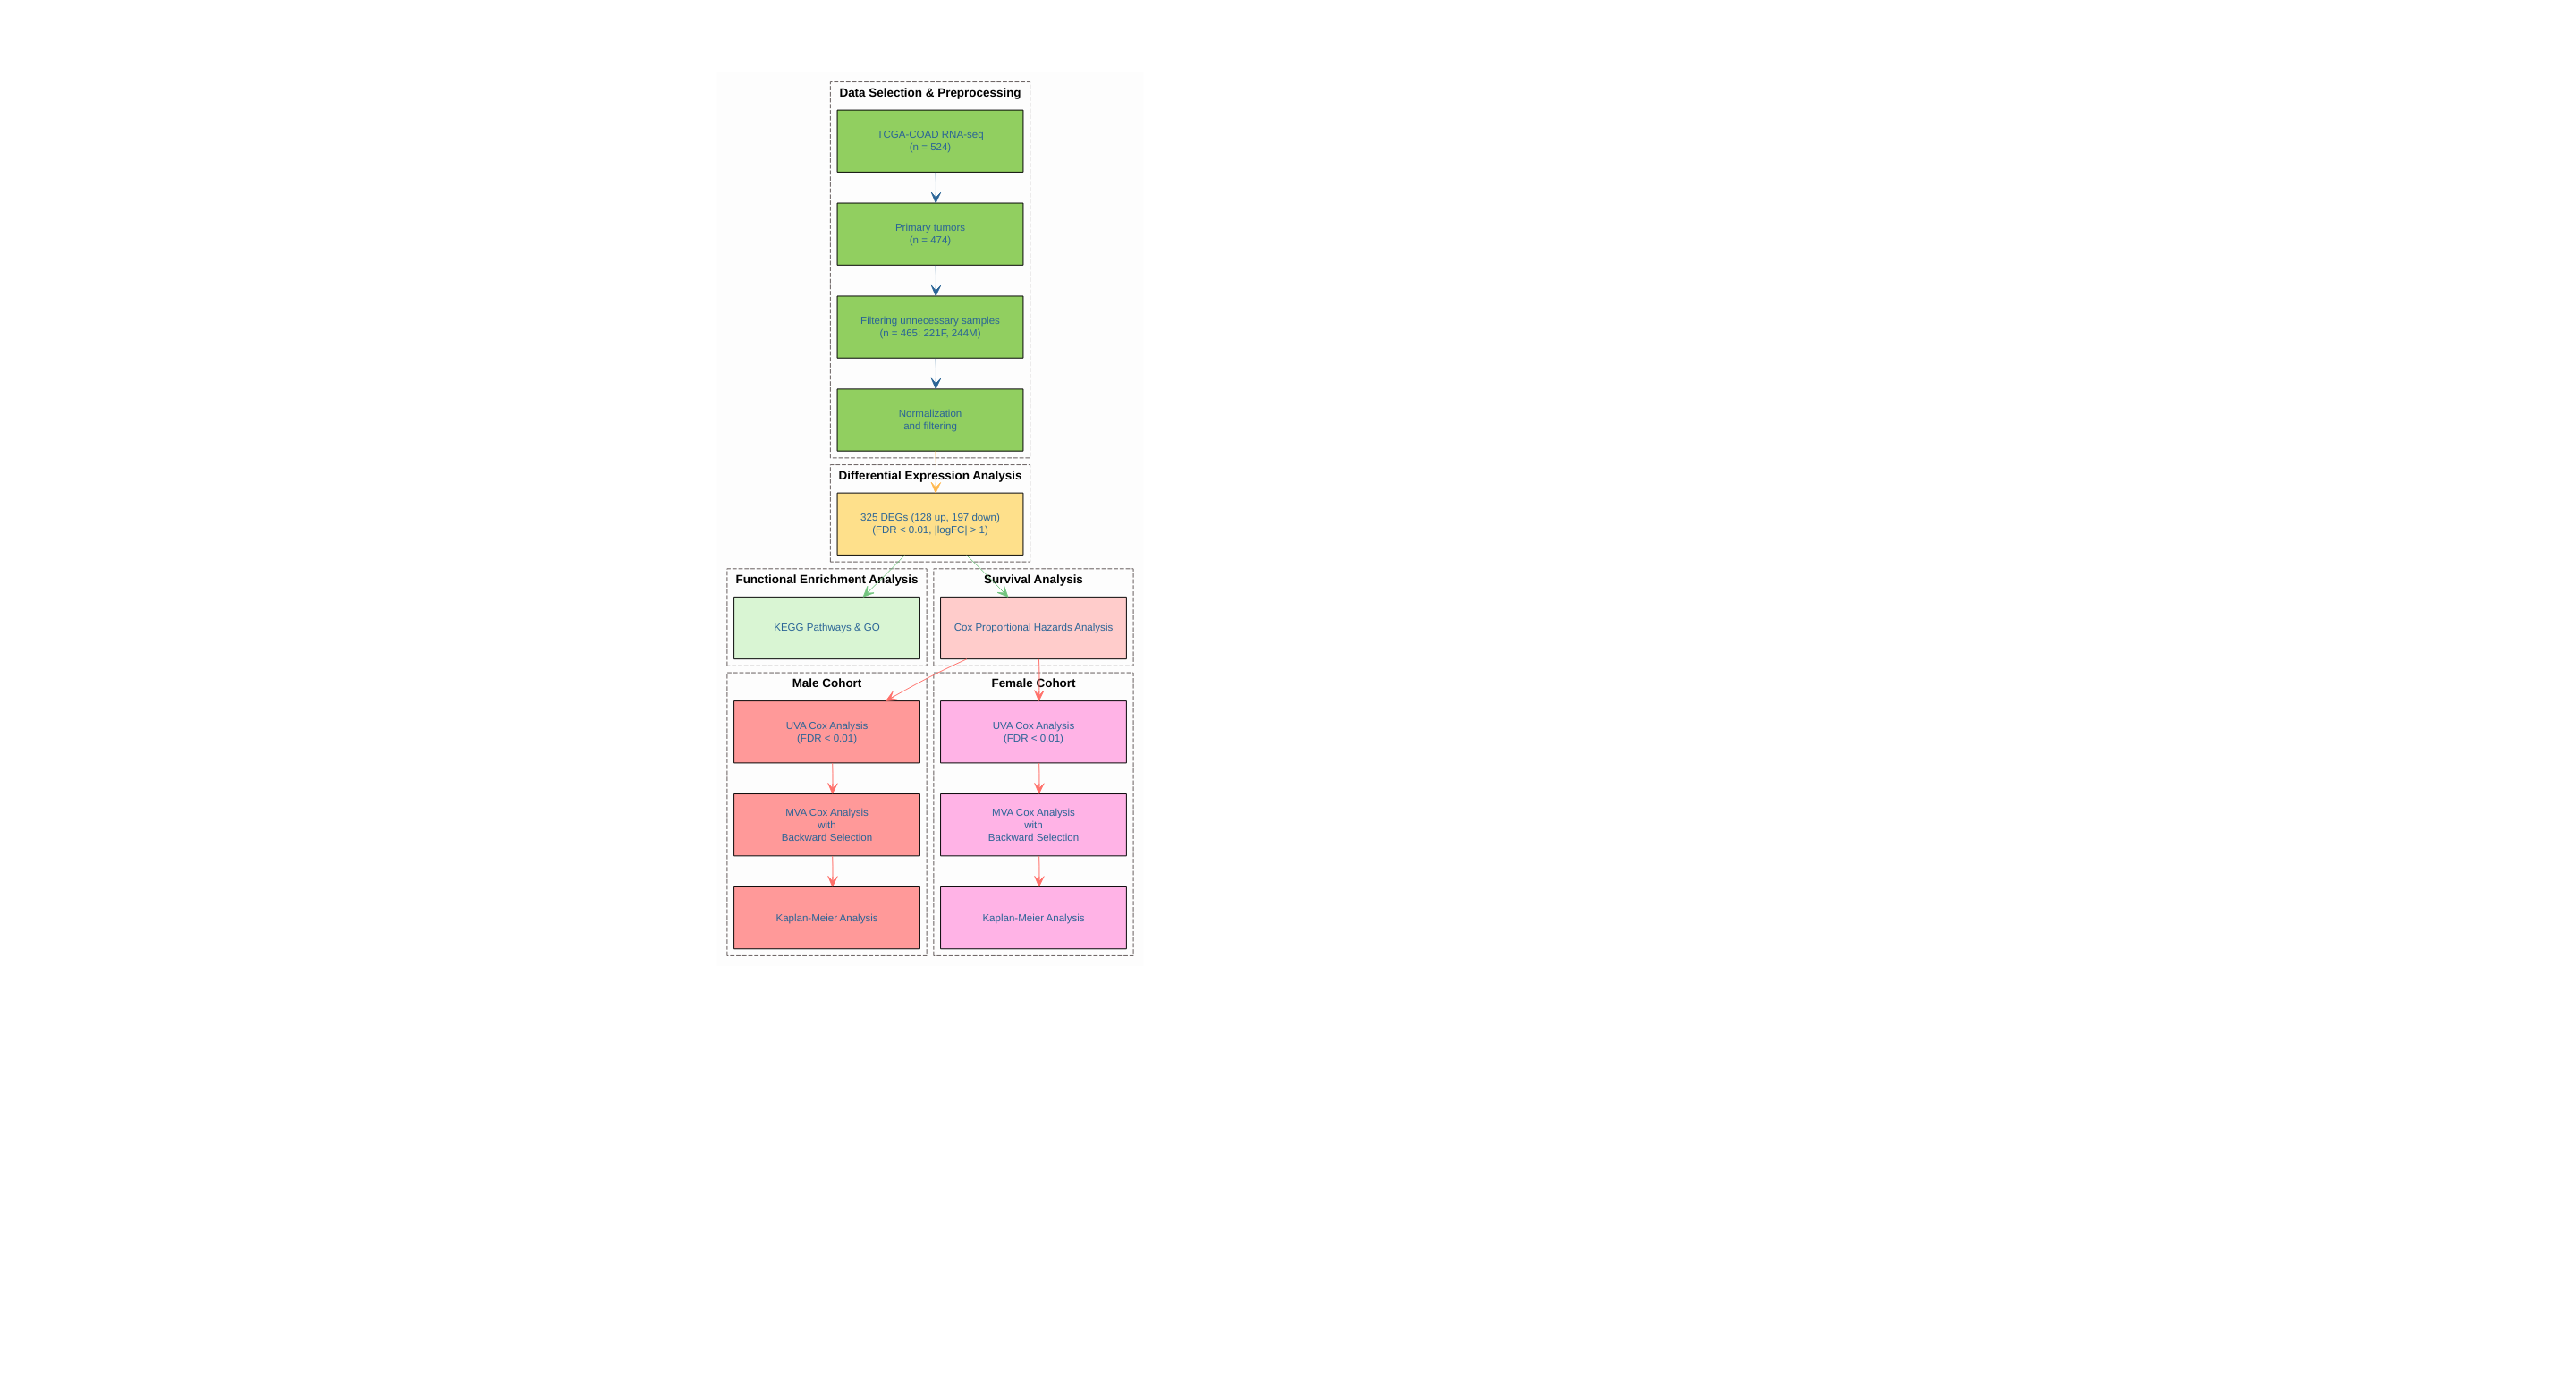 Data Selection & Preprocessing
TCGA-COAD RNA-seq
(n = 524)
Primary tumors
(n = 474)
Filtering unnecessary samples
(n = 465: 221F, 244M)
Normalization
and filtering
Differential Expression Analysis
325 DEGs (128 up, 197 down)
(FDR < 0.01, |logFC| > 1)
Functional Enrichment Analysis
KEGG Pathways & GO
Survival Analysis
Cox Proportional Hazards Analysis
Male Cohort
UVA Cox Analysis
(FDR < 0.01)
MVA Cox Analysis
with
Backward Selection
Kaplan-Meier Analysis
Female Cohort
UVA Cox Analysis
(FDR < 0.01)
MVA Cox Analysis
with
Backward Selection
Kaplan-Meier Analysis